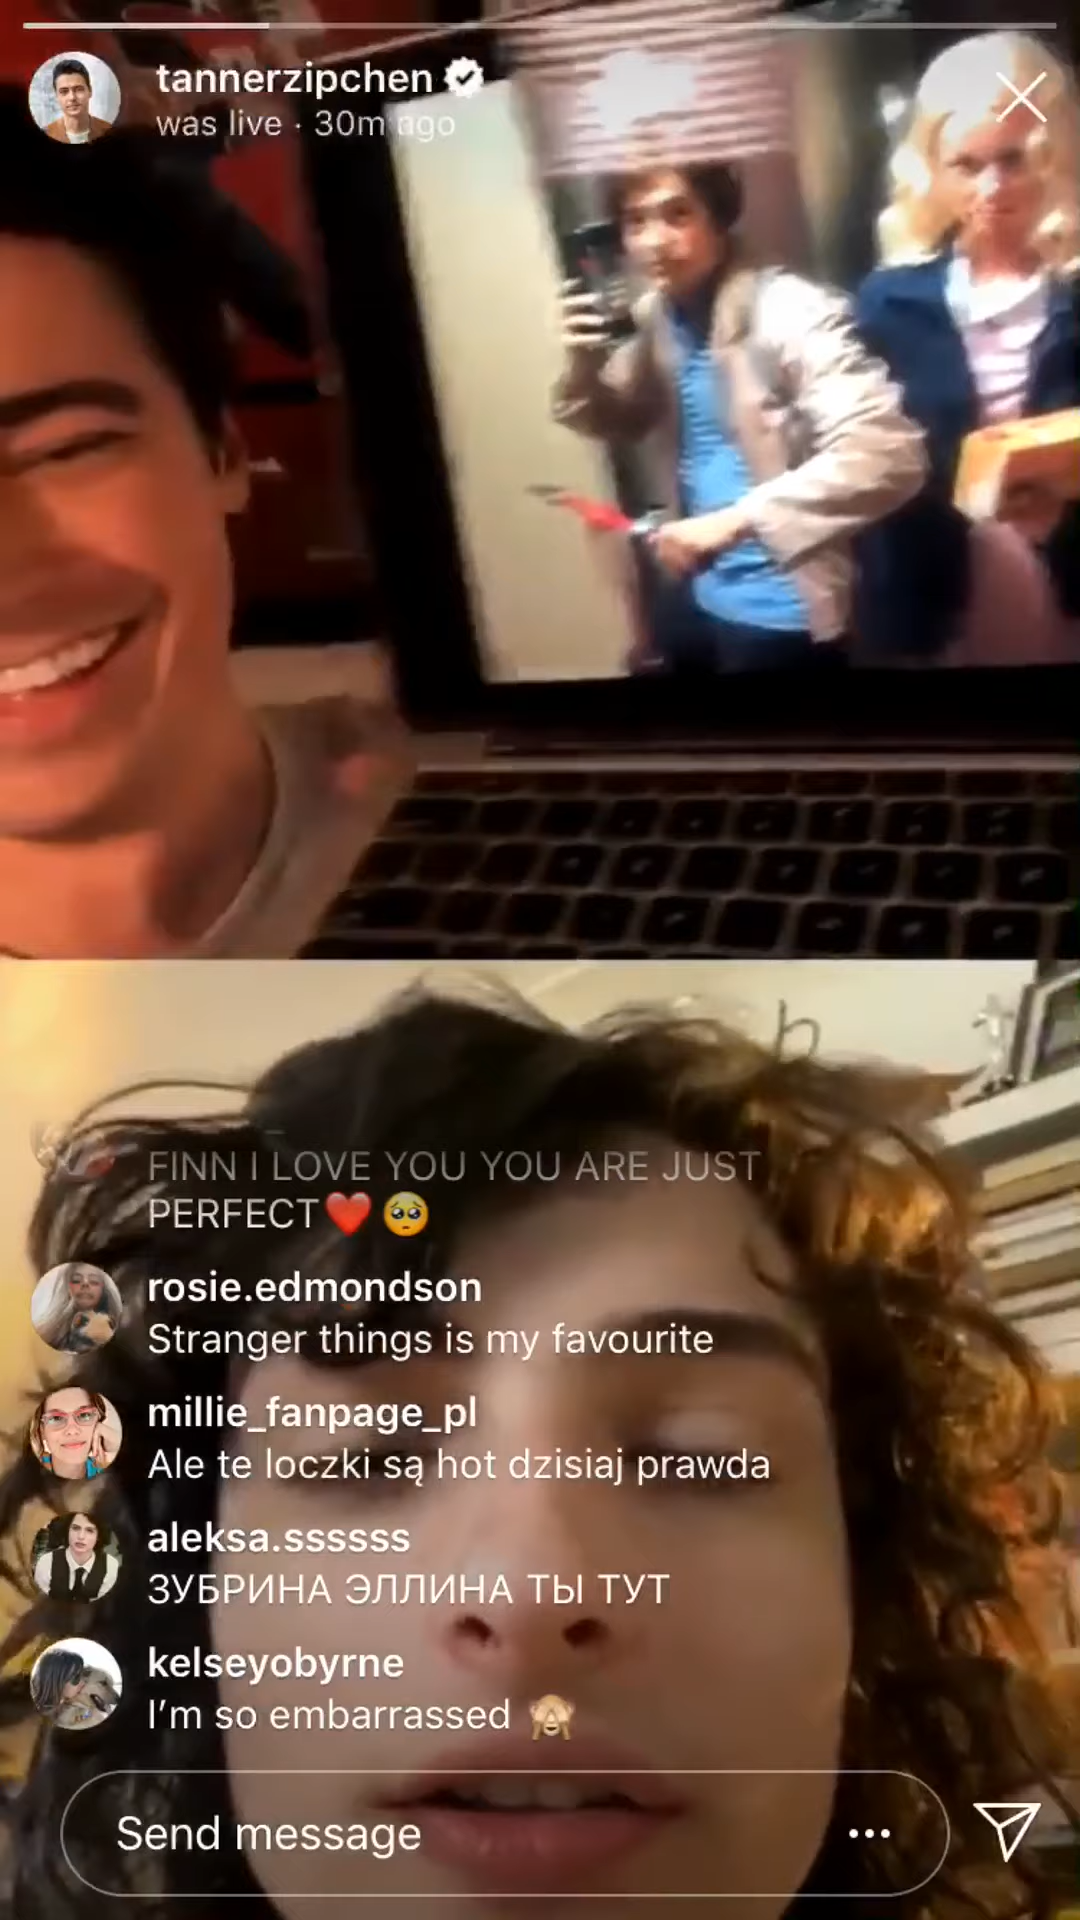 tannerzipchen
was live · 30m ago
FINN I LOVE YOU YOU ARE JUST
PERFECT❤️🥺
rosie.edmondson
Stranger things is my favourite
millie_fanpage_pl
Ale te loczki są hot dzisiaj prawda
aleksa.ssssss
ЗУБРИНА ЭЛЛИНА ТЫ ТУТ
kelseyobyrne
I’m so embarrassed 🙈
Send message